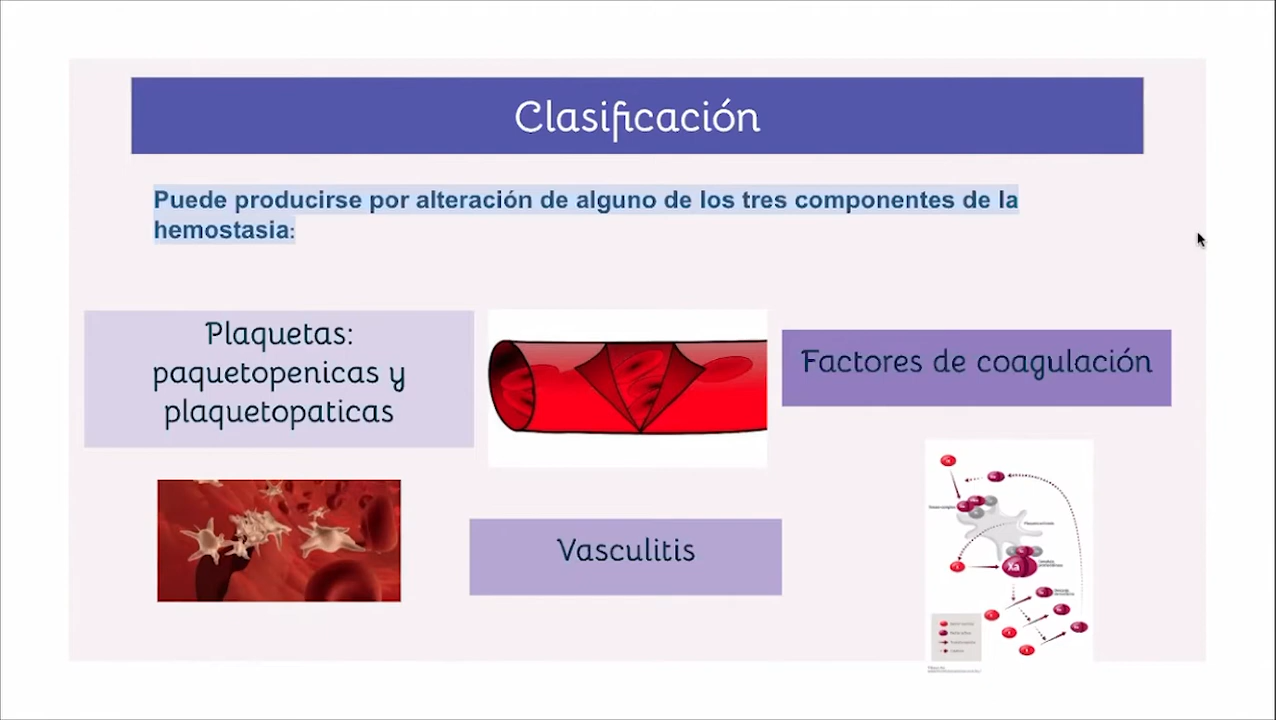 Clasificación
Puede producirse por alteración de alguno de los tres componentes de la
hemostasia:
Plaquetas:
paquetopenicas y
plaquetopaticas
Factores de coagulación
Vasculitis
Xa